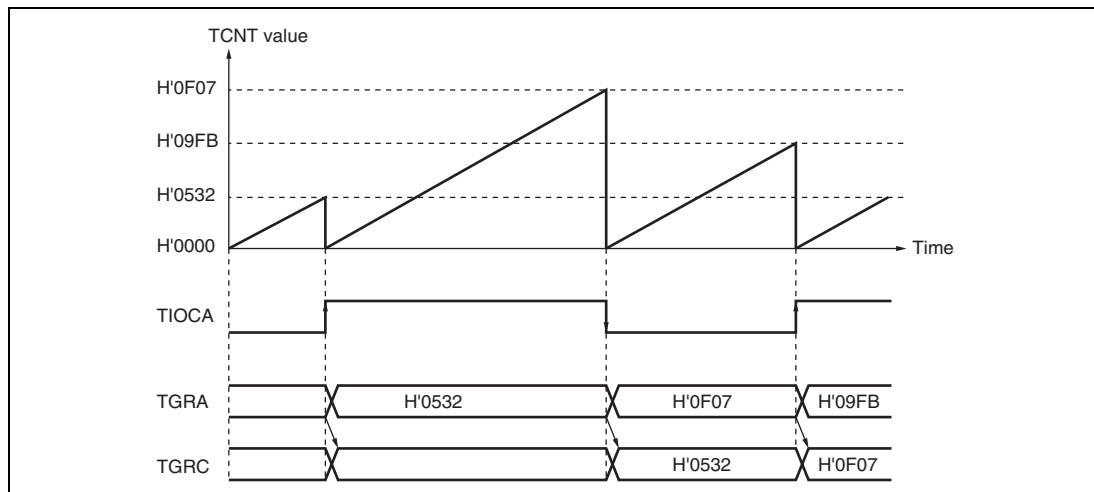 TCNT value
H'0F07
H'09FB
H'0532
H'0000
Time
TIOCA
TGRA
H'0532
H'0F07
H'09FB
TGRC
H'0532
H'0F07